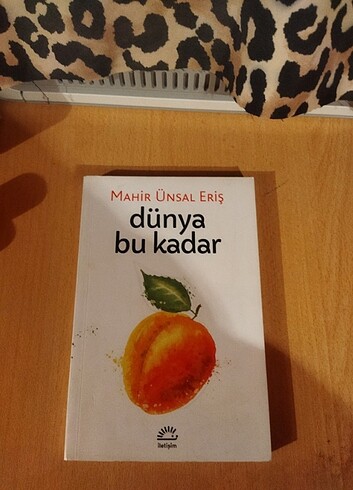 Mahir Ünsal Eriş
dünya
bu kadar
iletişim